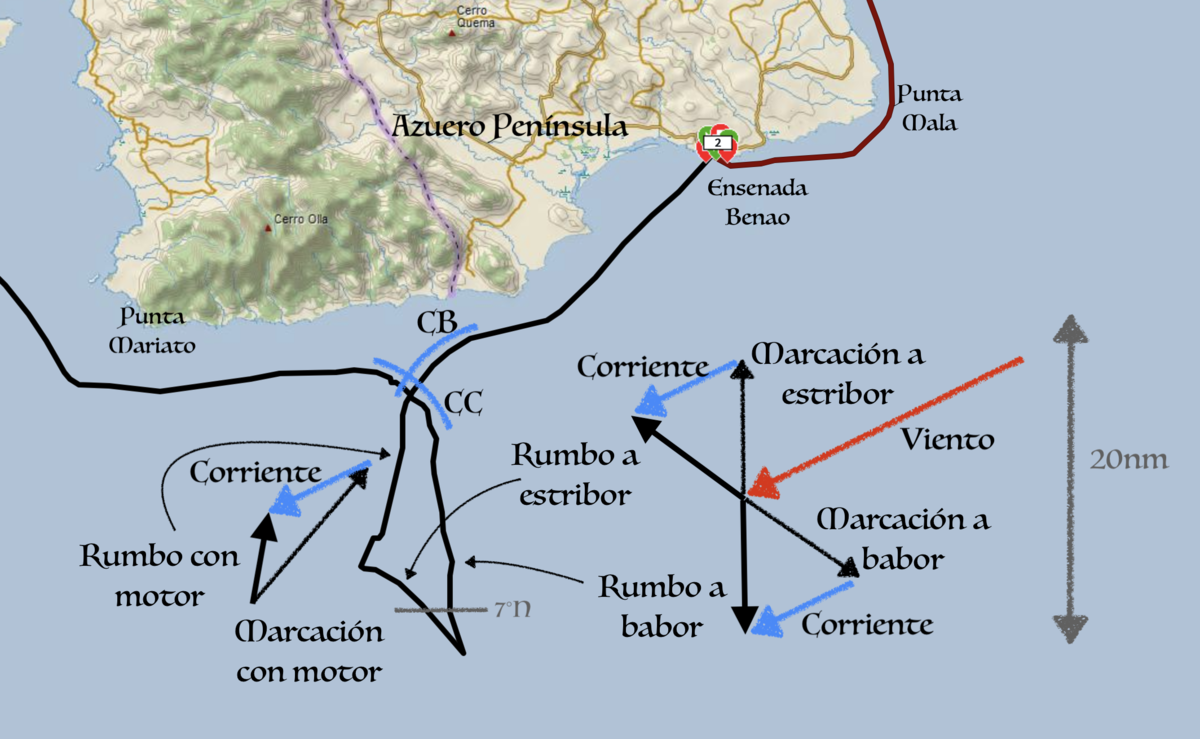 Cerro
Quema
Punta
Mala
Azuero Península
2
Ensenada
Benao
Cerro Olla
Punta
Mariato
CB
CC
Corriente
Marcación a
estribor
Viento
20nm
Rumbo a
estribor
Corriente
Marcación a
babor
Rumbo con
motor
Rumbo a
babor
7°N
Corriente
Marcación
con motor